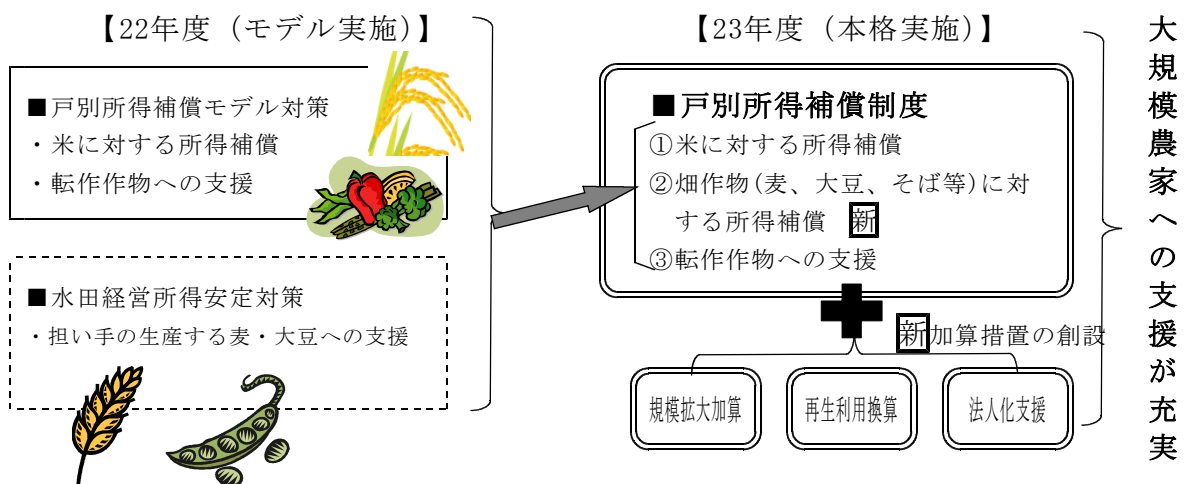 【22年度（モデル実施）】
■戸別所得補償モデル対策
・米に対する所得補償
・転作作物への支援
■水田経営所得安定対策
・担い手の生産する麦・大豆への支援
【23年度（本格実施）】
■戸別所得補償制度
①米に対する所得補償
②畑作物(麦、大豆、そば等)に対
する所得補償 新
③転作作物への支援
新加算措置の創設
規模拡大加算
再生利用換算
法人化支援
大規模農家への支援が充実